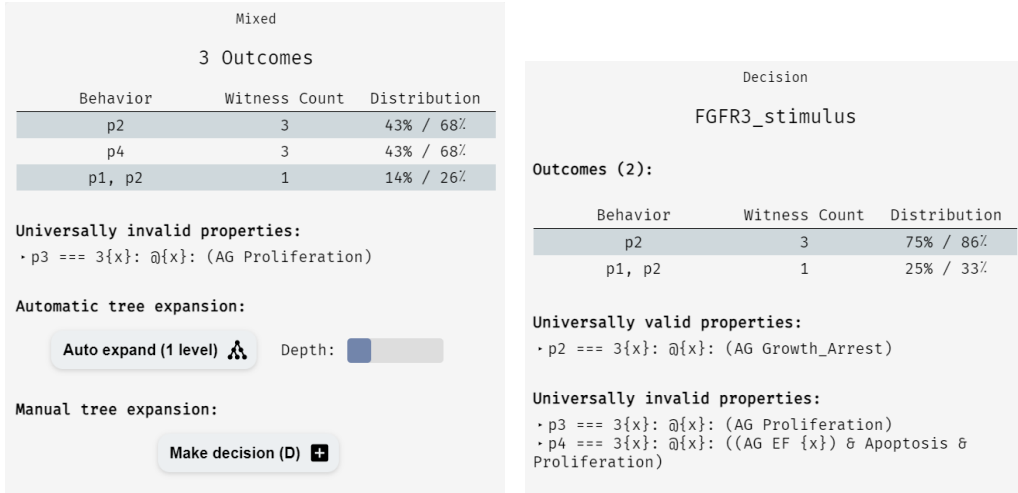 Mixed
3 Outcomes
Behavior Witness Count Distribution
p2 3 43% / 68٪
p4 3 43% / 68٪
p1, p2 1 14% / 26٪
Universally invalid properties:
‣p3 === 3{x}: @{x}: (AG Proliferation)
Automatic tree expansion:
Auto expand (1 level) Depth:
Manual tree expansion:
Make decision (D)
Decision
FGFR3_stimulus
Outcomes (2):
Behavior Witness Count Distribution
p2 3 75% / 86٪
p1, p2 1 25% / 33٪
Universally valid properties:
‣p2 === 3{x}: @{x}: (AG Growth_Arrest)
Universally invalid properties:
‣p3 === 3{x}: @{x}: (AG Proliferation)
‣p4 === 3{x}: @{x}: ((AG EF {x}) & Apoptosis &
Proliferation)